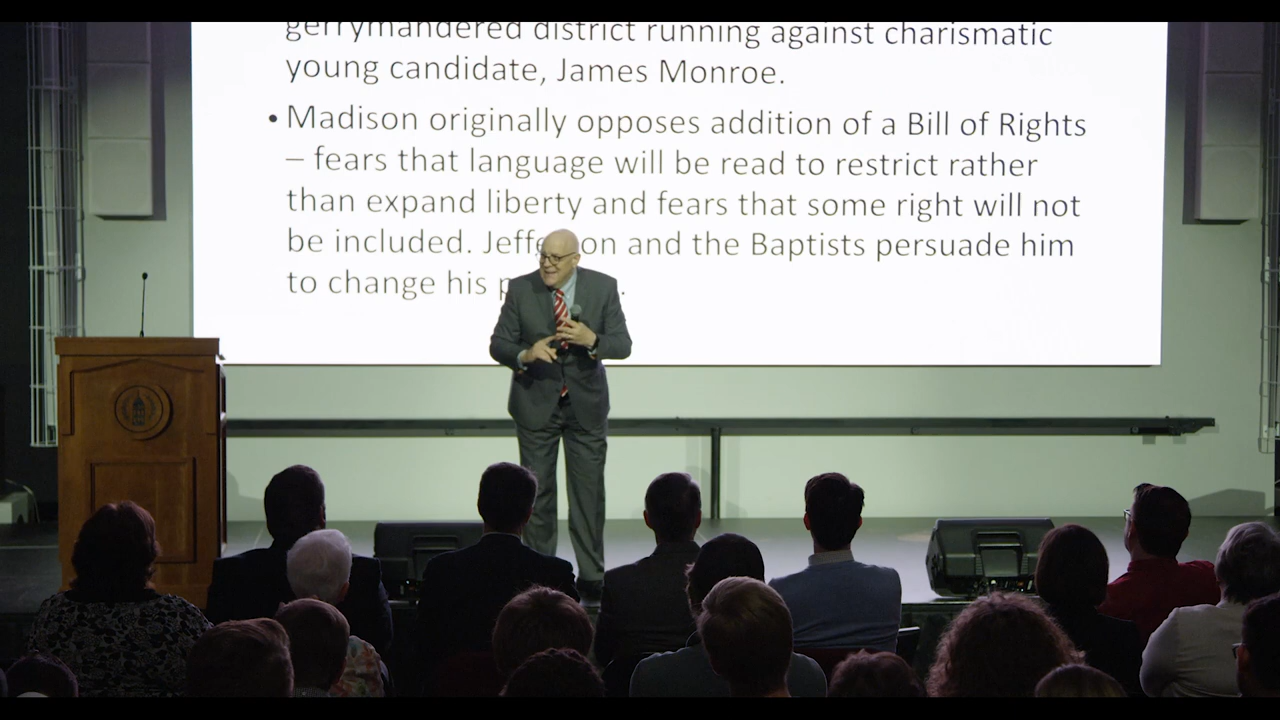 gerrymandered district running against charismatic
young candidate, James Monroe.
• Madison originally opposes addition of a Bill of Rights
– fears that language will be read to restrict rather
than expand liberty and fears that some right will not
be included. and the Baptists persuade him
to change his